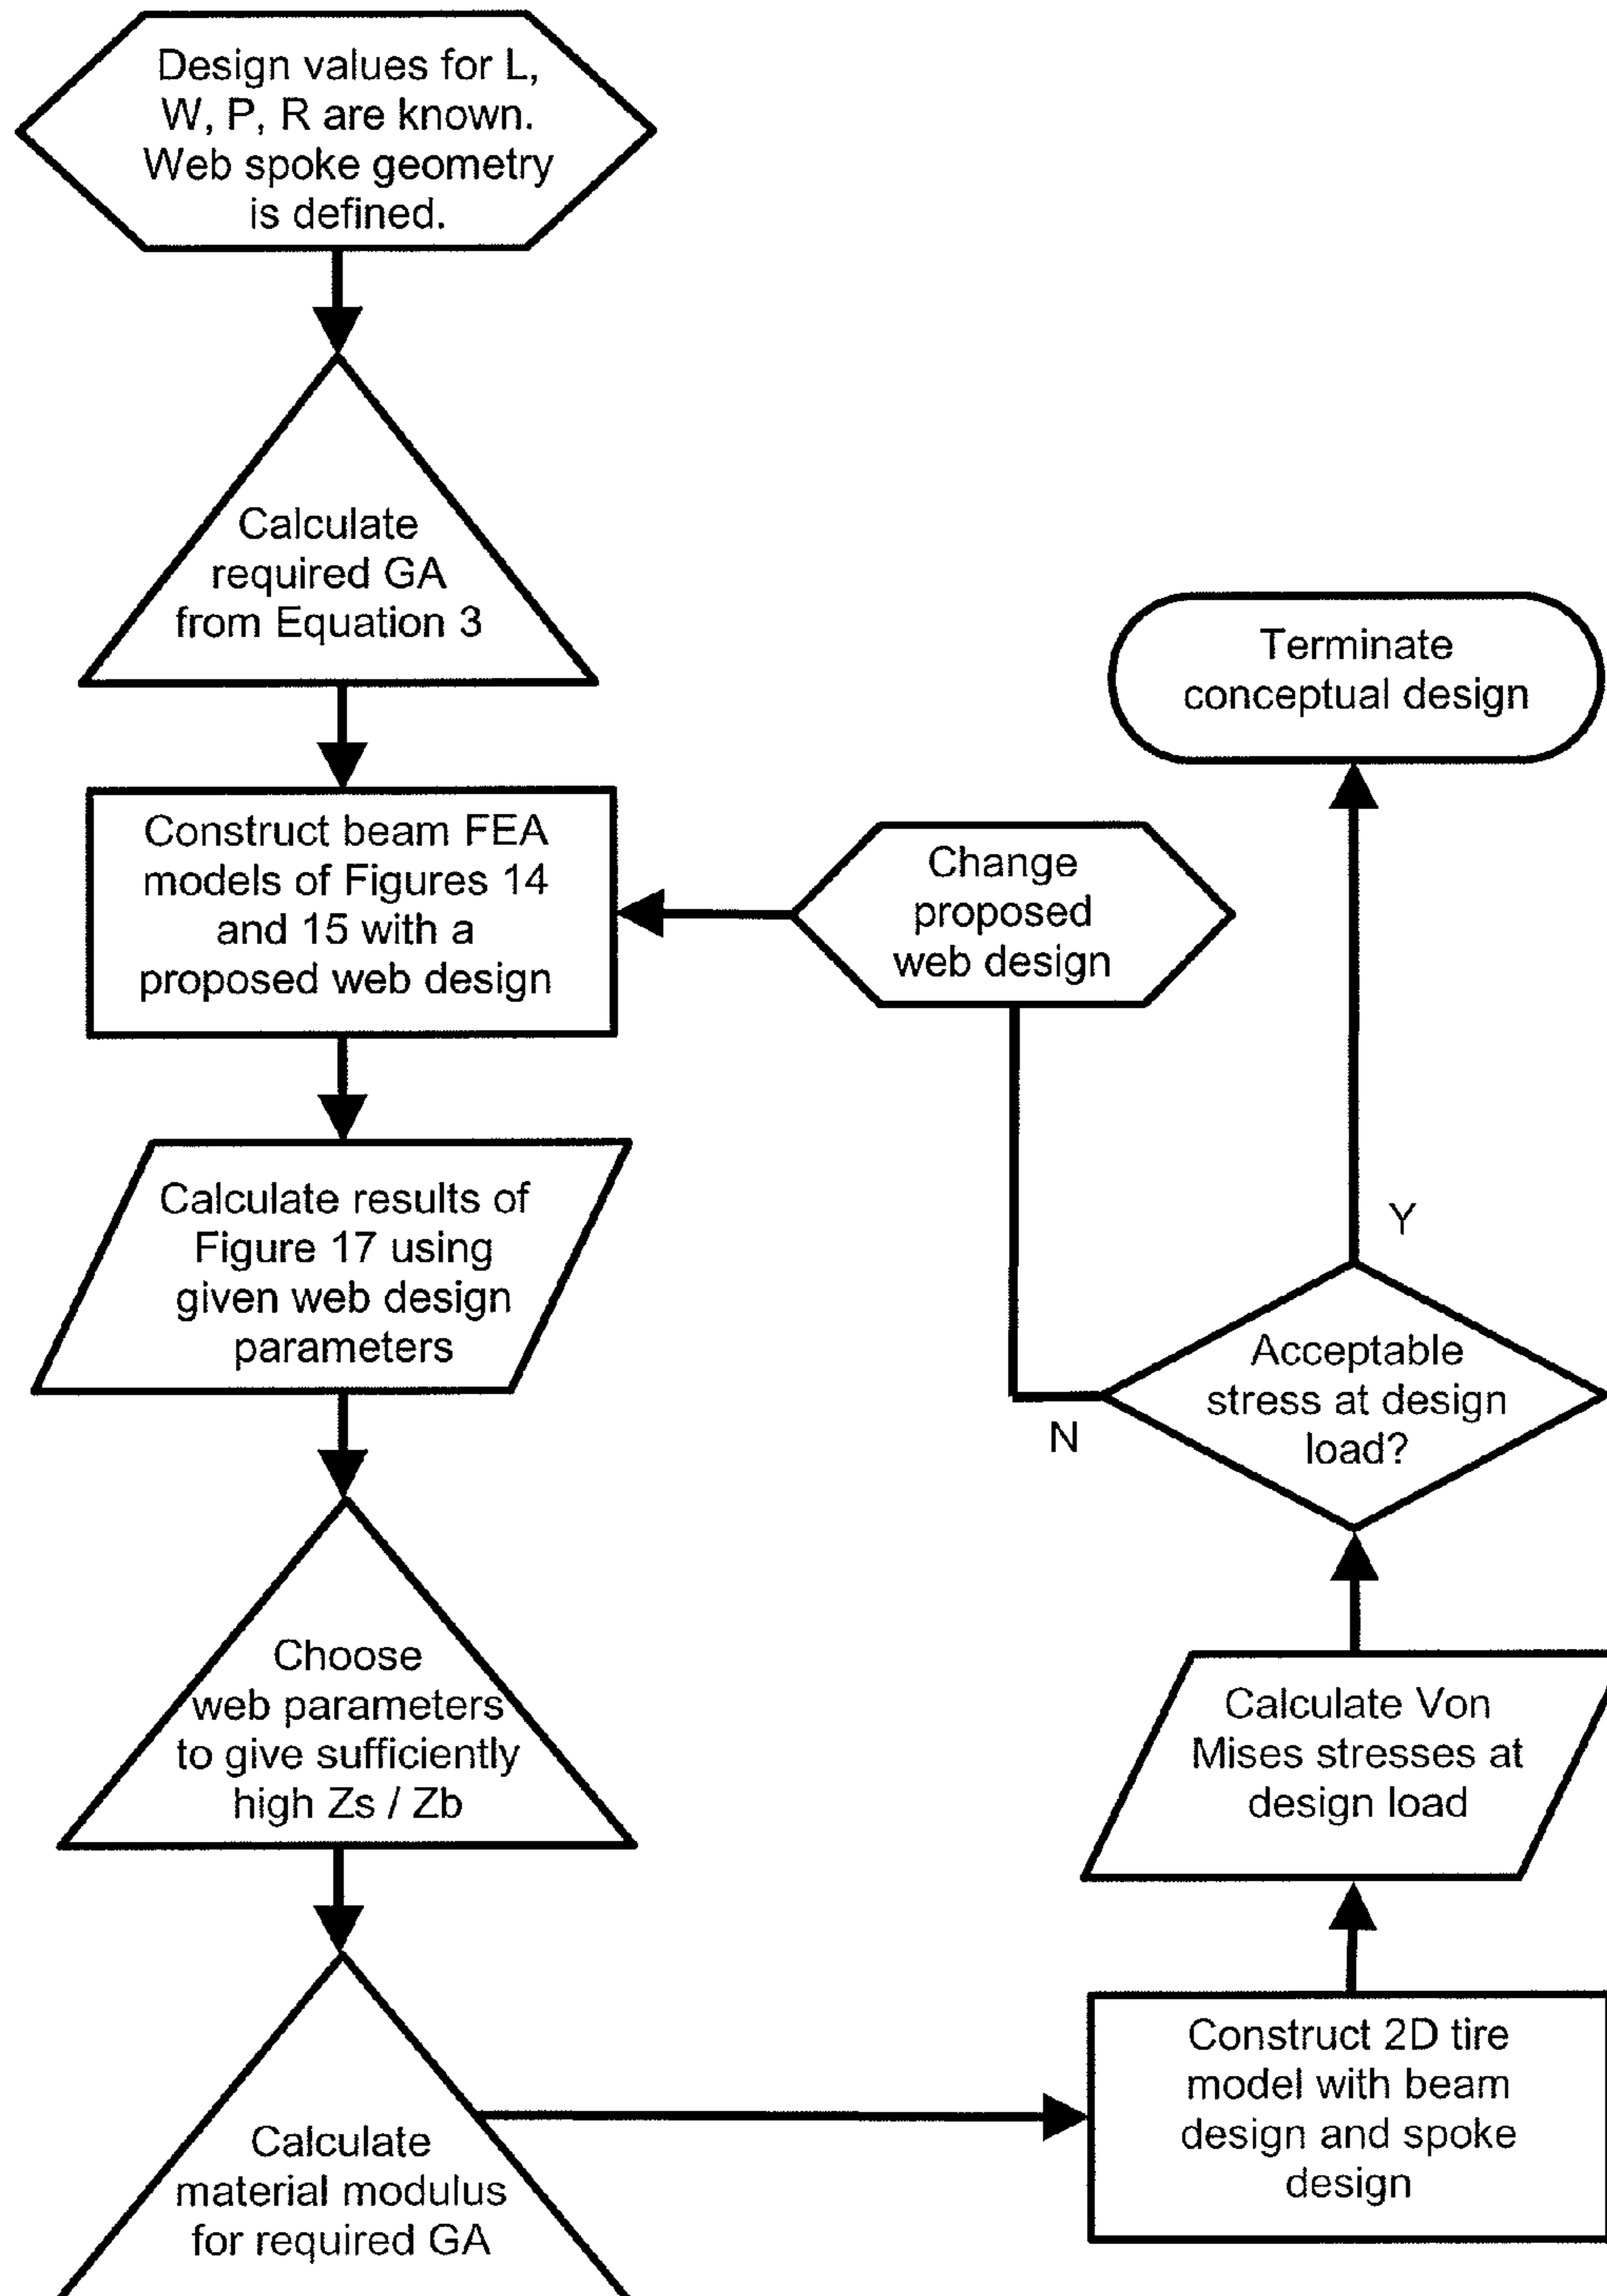 Design values for L,
W, P, R are known.
Web spoke geometry
is defined.
Calculate
required GA
from Equation 3
Construct beam FEA
models of Figures 14
and 15 with a
proposed web design
Calculate results of
Figure 17 using
given web design
parameters
Choose
web parameters
to give sufficiently
high Zs / Zb
Calculate
material modulus
for required GA
Construct 2D tire
model with beam
design and spoke
design
Calculate Von
Mises stresses at
design load
Acceptable
stress at design
load?
N
Y
Change
proposed
web design
Terminate
conceptual design